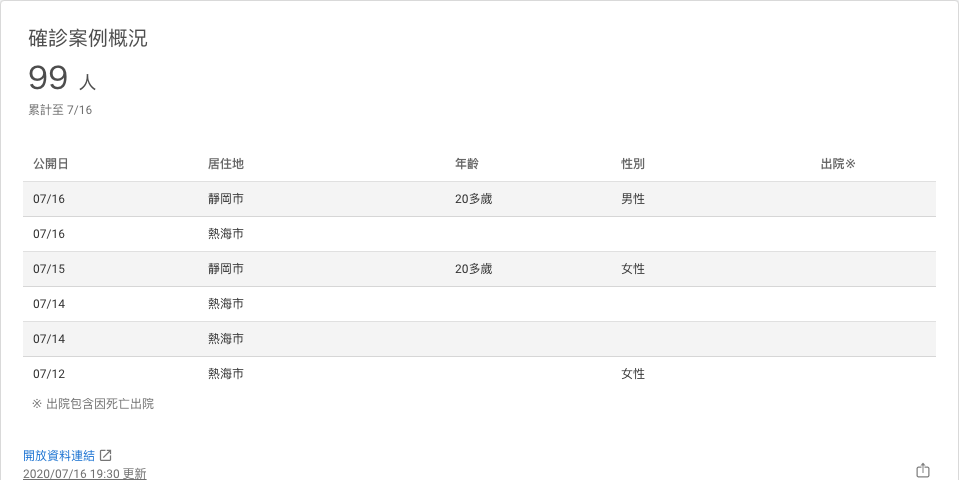 確診案例概況
99 人
累計至 7/16
公開日 居住地 年齡 性別 出院※
07/16 靜岡市 20多歲 男性
07/16 熱海市
07/15 靜岡市 20多歲 女性
07/14 熱海市
07/14 熱海市
07/12 熱海市 女性
※ 出院包含因死亡出院
開放資料連結
2020/07/16 19:30 更新